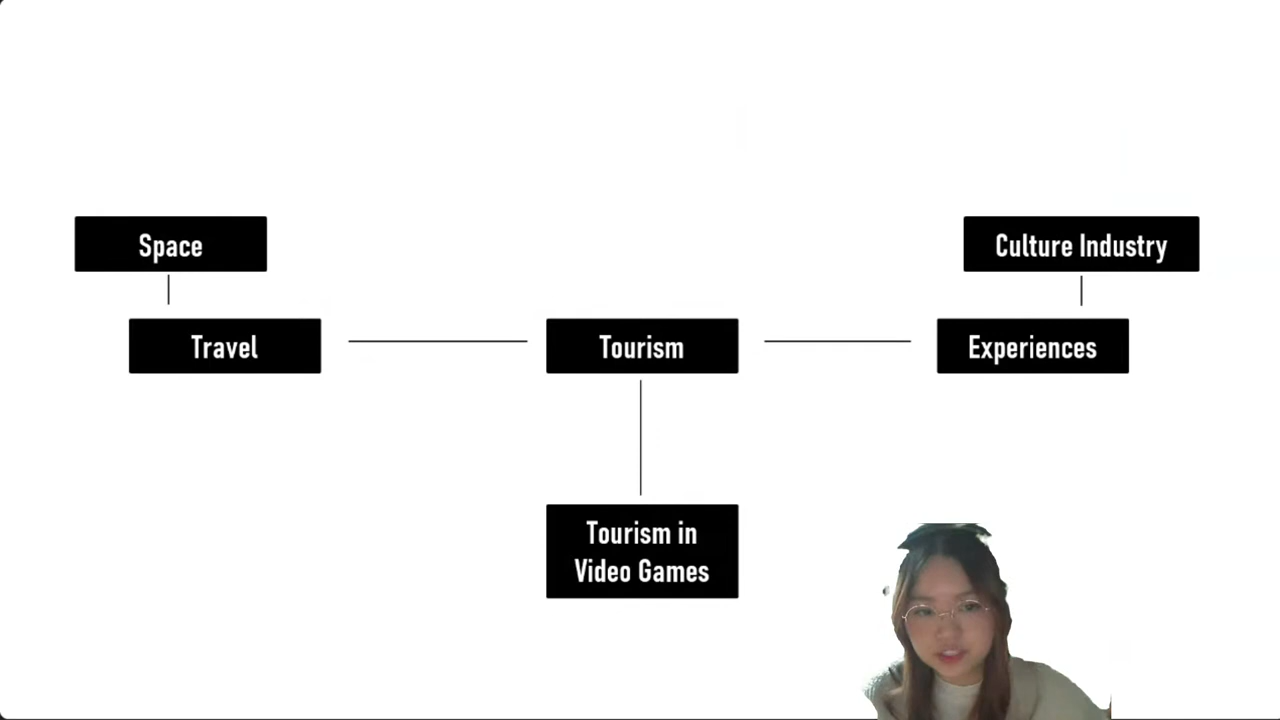 Space
Culture Industry
Travel
Tourism
Experiences
Tourism in
Video Games